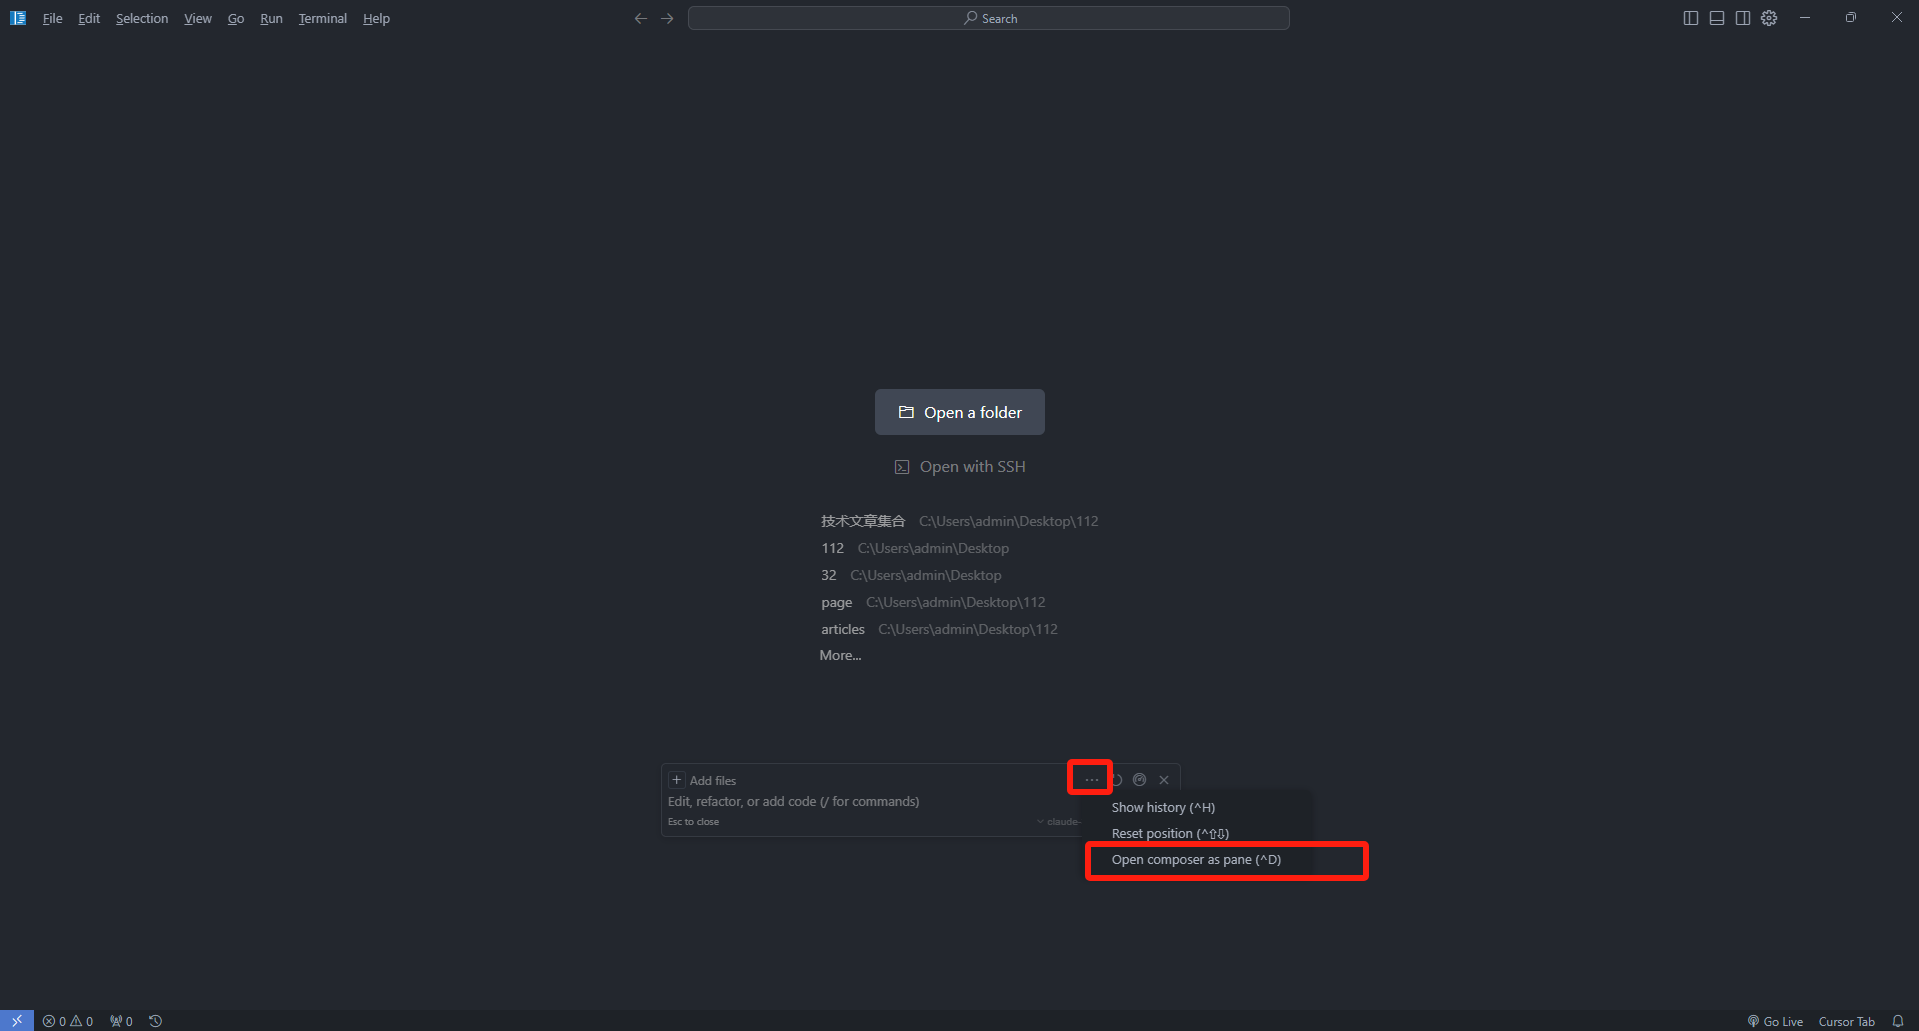 File Edit Selection View Go Run Terminal Help
Search
Open a folder
Open with SSH
技术文章集合 C:\Users\admin\Desktop\112
112 C:\Users\admin\Desktop
32 C:\Users\admin\Desktop
page C:\Users\admin\Desktop\112
articles C:\Users\admin\Desktop\112
More...
Add files
Edit, refactor, or add code (/ for commands)
Esc to close
claude-
Show history (^H)
Reset position (^⇧⇩)
Open composer as pane (^D)
0 0 0
Go Live Cursor Tab